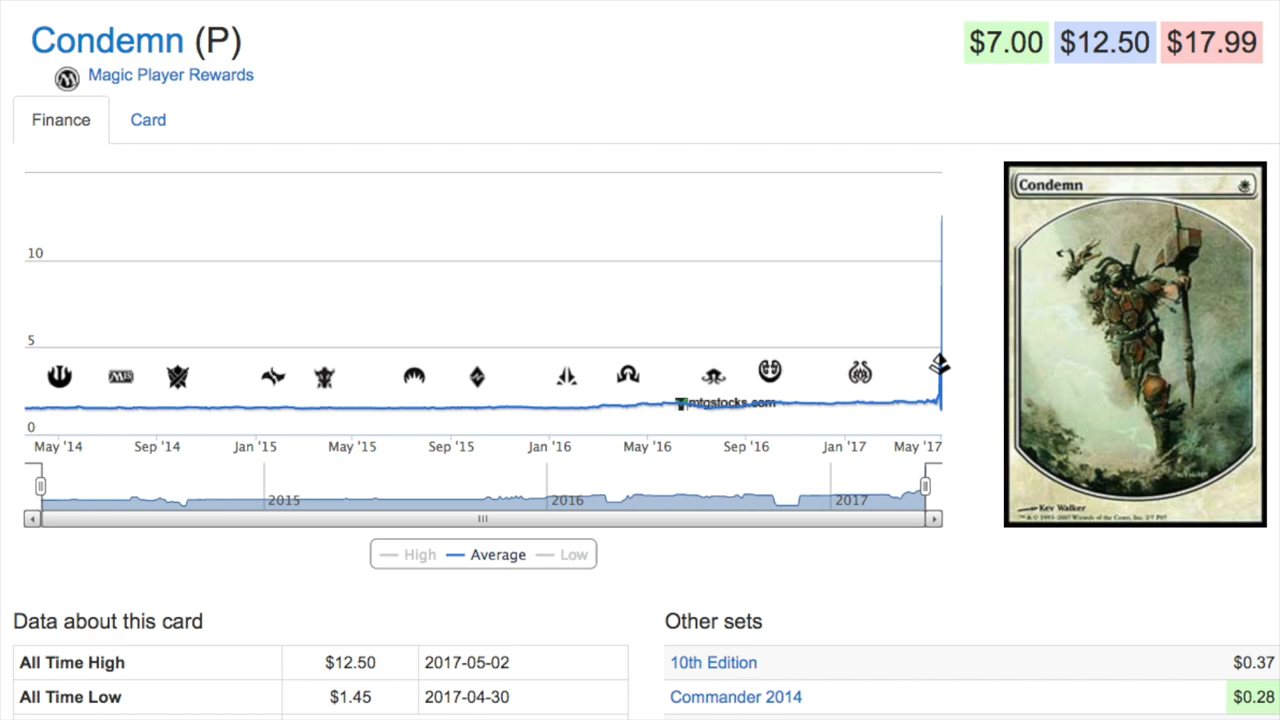 Condemn (P)
$7.00 $12.50 $17.99
Magic Player Rewards
Finance Card
10
5
0
mtgstocks.com
May '14 Sep '14 Jan '15 May '15 Sep '15 Jan '16 May '16 Sep '16 Jan '17 May '17
2015 2016 2017
High Average Low
Condemn
Kev Walker
Data about this card
All Time High $12.50 2017-05-02
All Time Low $1.45 2017-04-30
Other sets
10th Edition $0.37
Commander 2014 $0.28